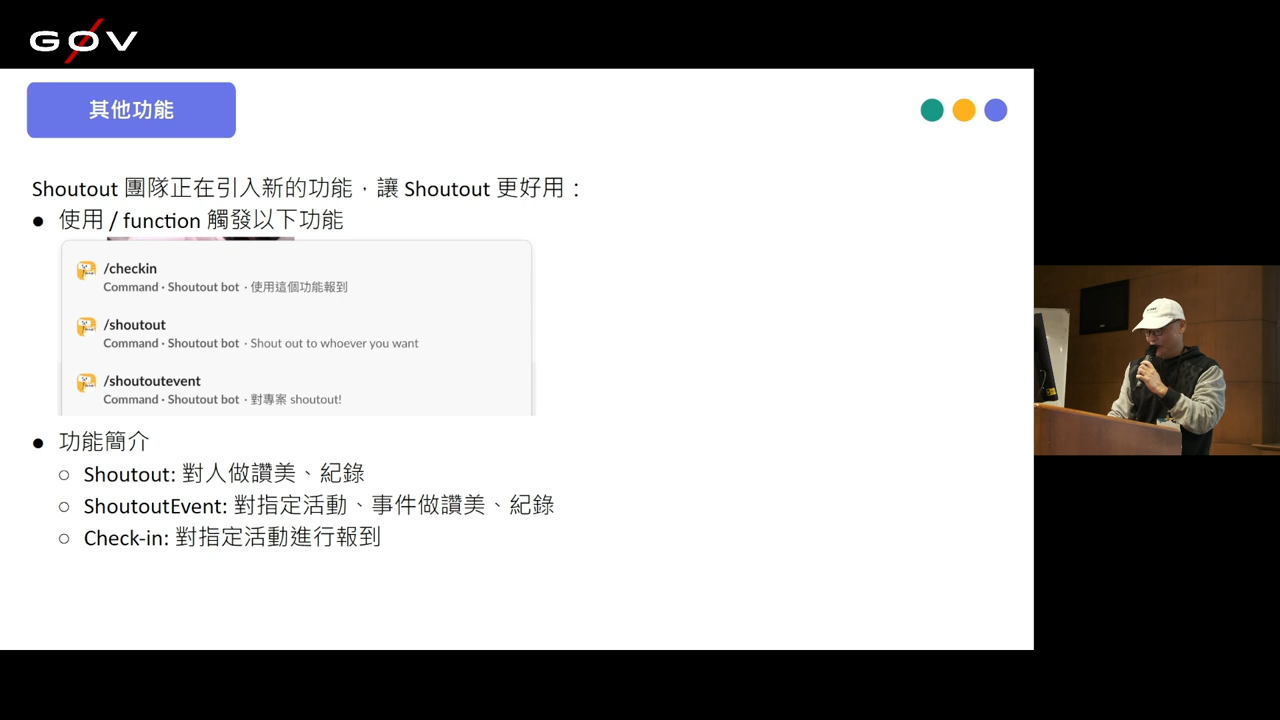 GØV
其他功能
Shoutout 團隊正在引入新的功能，讓 Shoutout 更好用：
● 使用 / function 觸發以下功能
/checkin
Command · Shoutout bot · 使用這個功能報到
/shoutout
Command · Shoutout bot · Shout out to whoever you want
/shoutoutevent
Command · Shoutout bot · 對專案 shoutout!
● 功能簡介
○ Shoutout: 對人做讚美、紀錄
○ ShoutoutEvent: 對指定活動、事件做讚美、紀錄
○ Check-in: 對指定活動進行報到